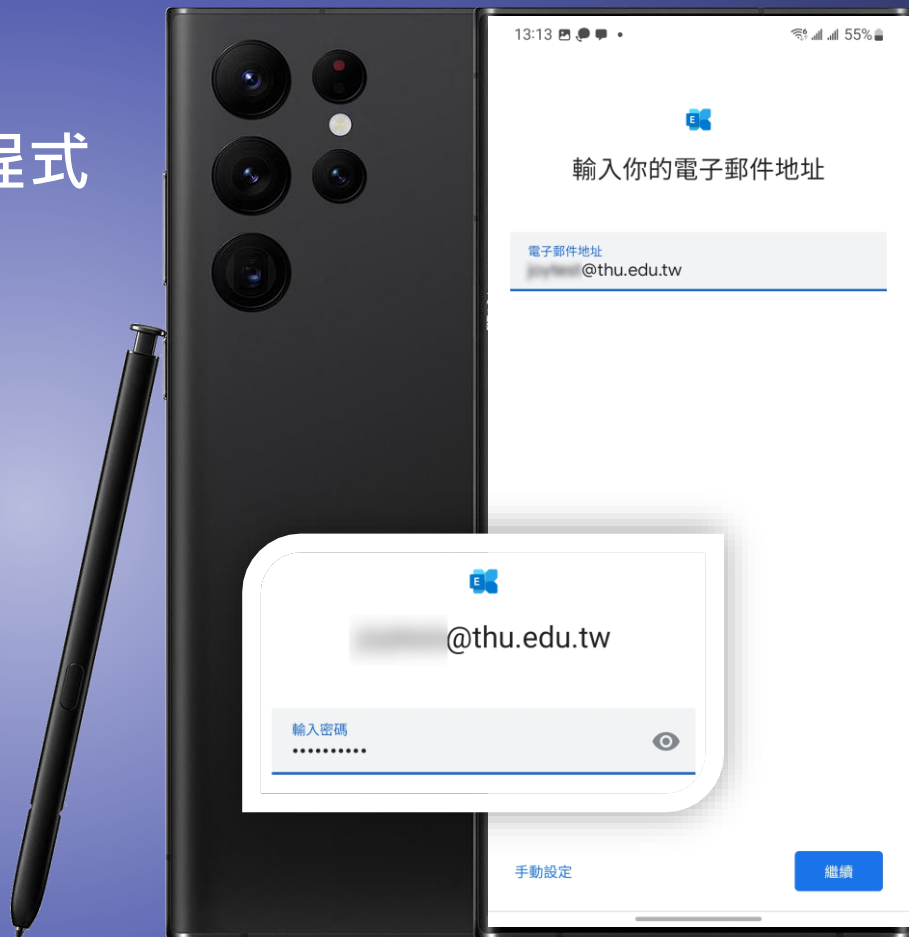 程式
13:13 55%
E
輸入你的電子郵件地址
電子郵件地址
@thu.edu.tw
E
@thu.edu.tw
輸入密碼
••••••••••
手動設定
繼續